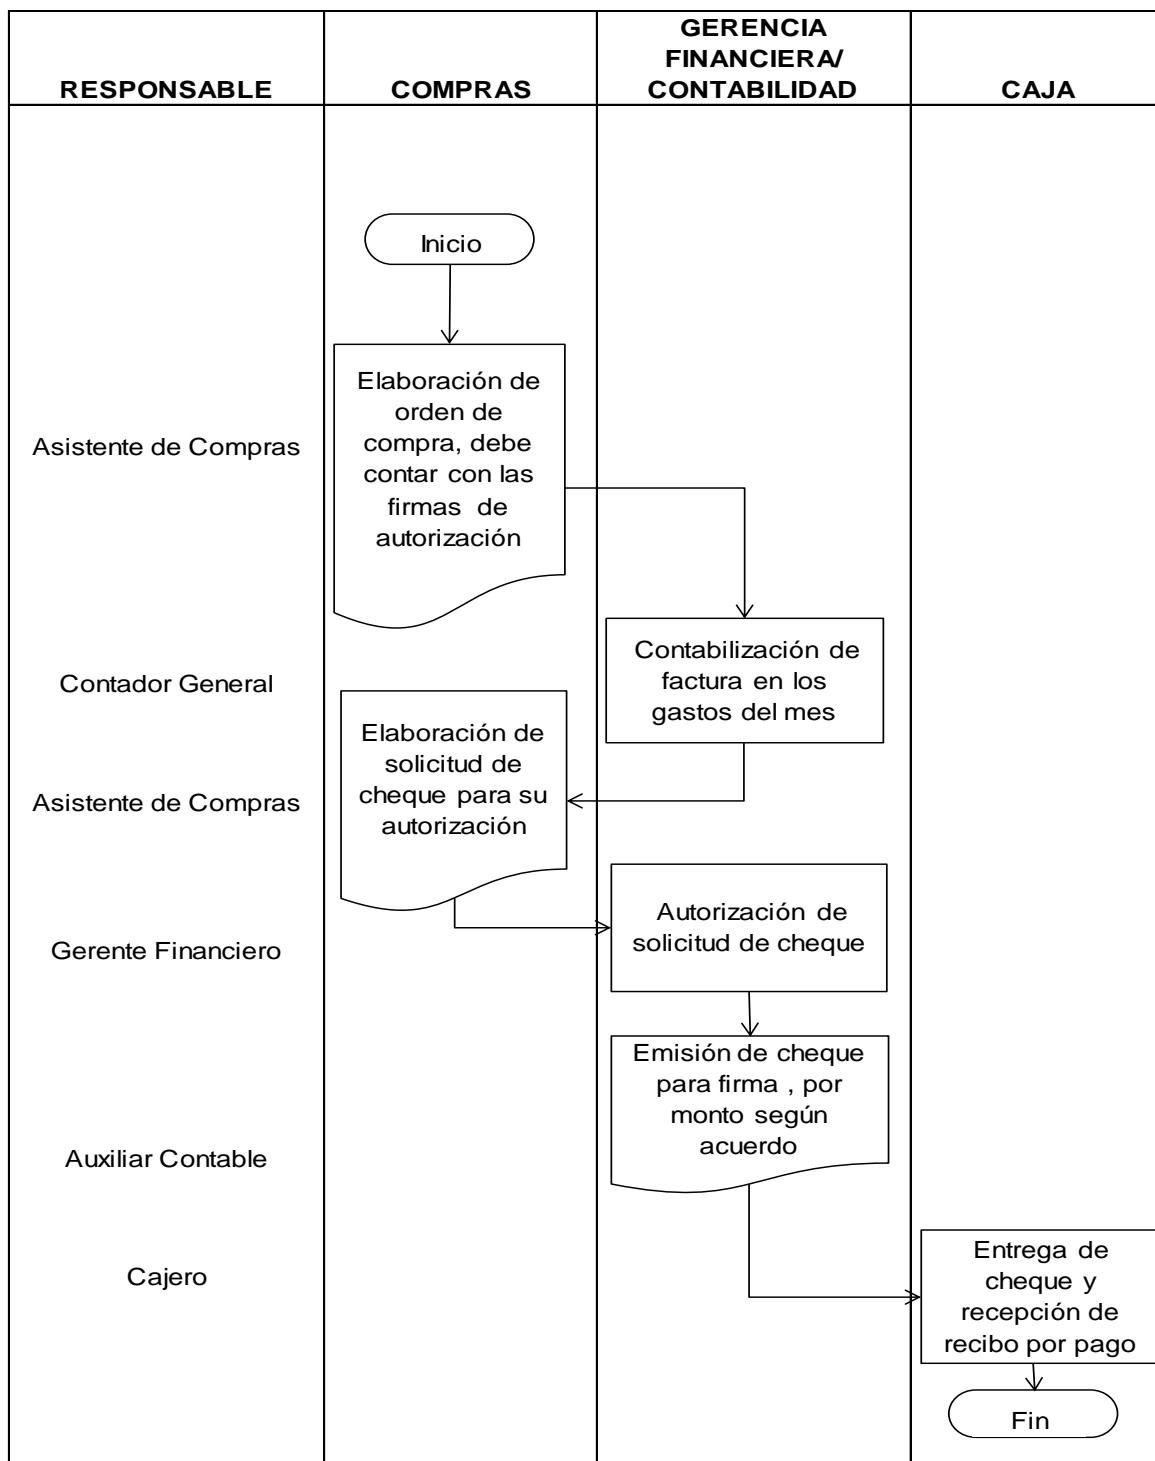 RESPONSABLE
COMPRAS
GERENCIA
FINANCIERA/
CONTABILIDAD
CAJA
Inicio
Asistente de Compras
Elaboración de
orden de
compra, debe
contar con las
firmas de
autorización
Contador General
Contabilización de
factura en los
gastos del mes
Asistente de Compras
Elaboración de
solicitud de
cheque para su
autorización
Gerente Financiero
Autorización de
solicitud de cheque
Auxiliar Contable
Emisión de cheque
para firma , por
monto según
acuerdo
Cajero
Entrega de
cheque y
recepción de
recibo por pago
Fin